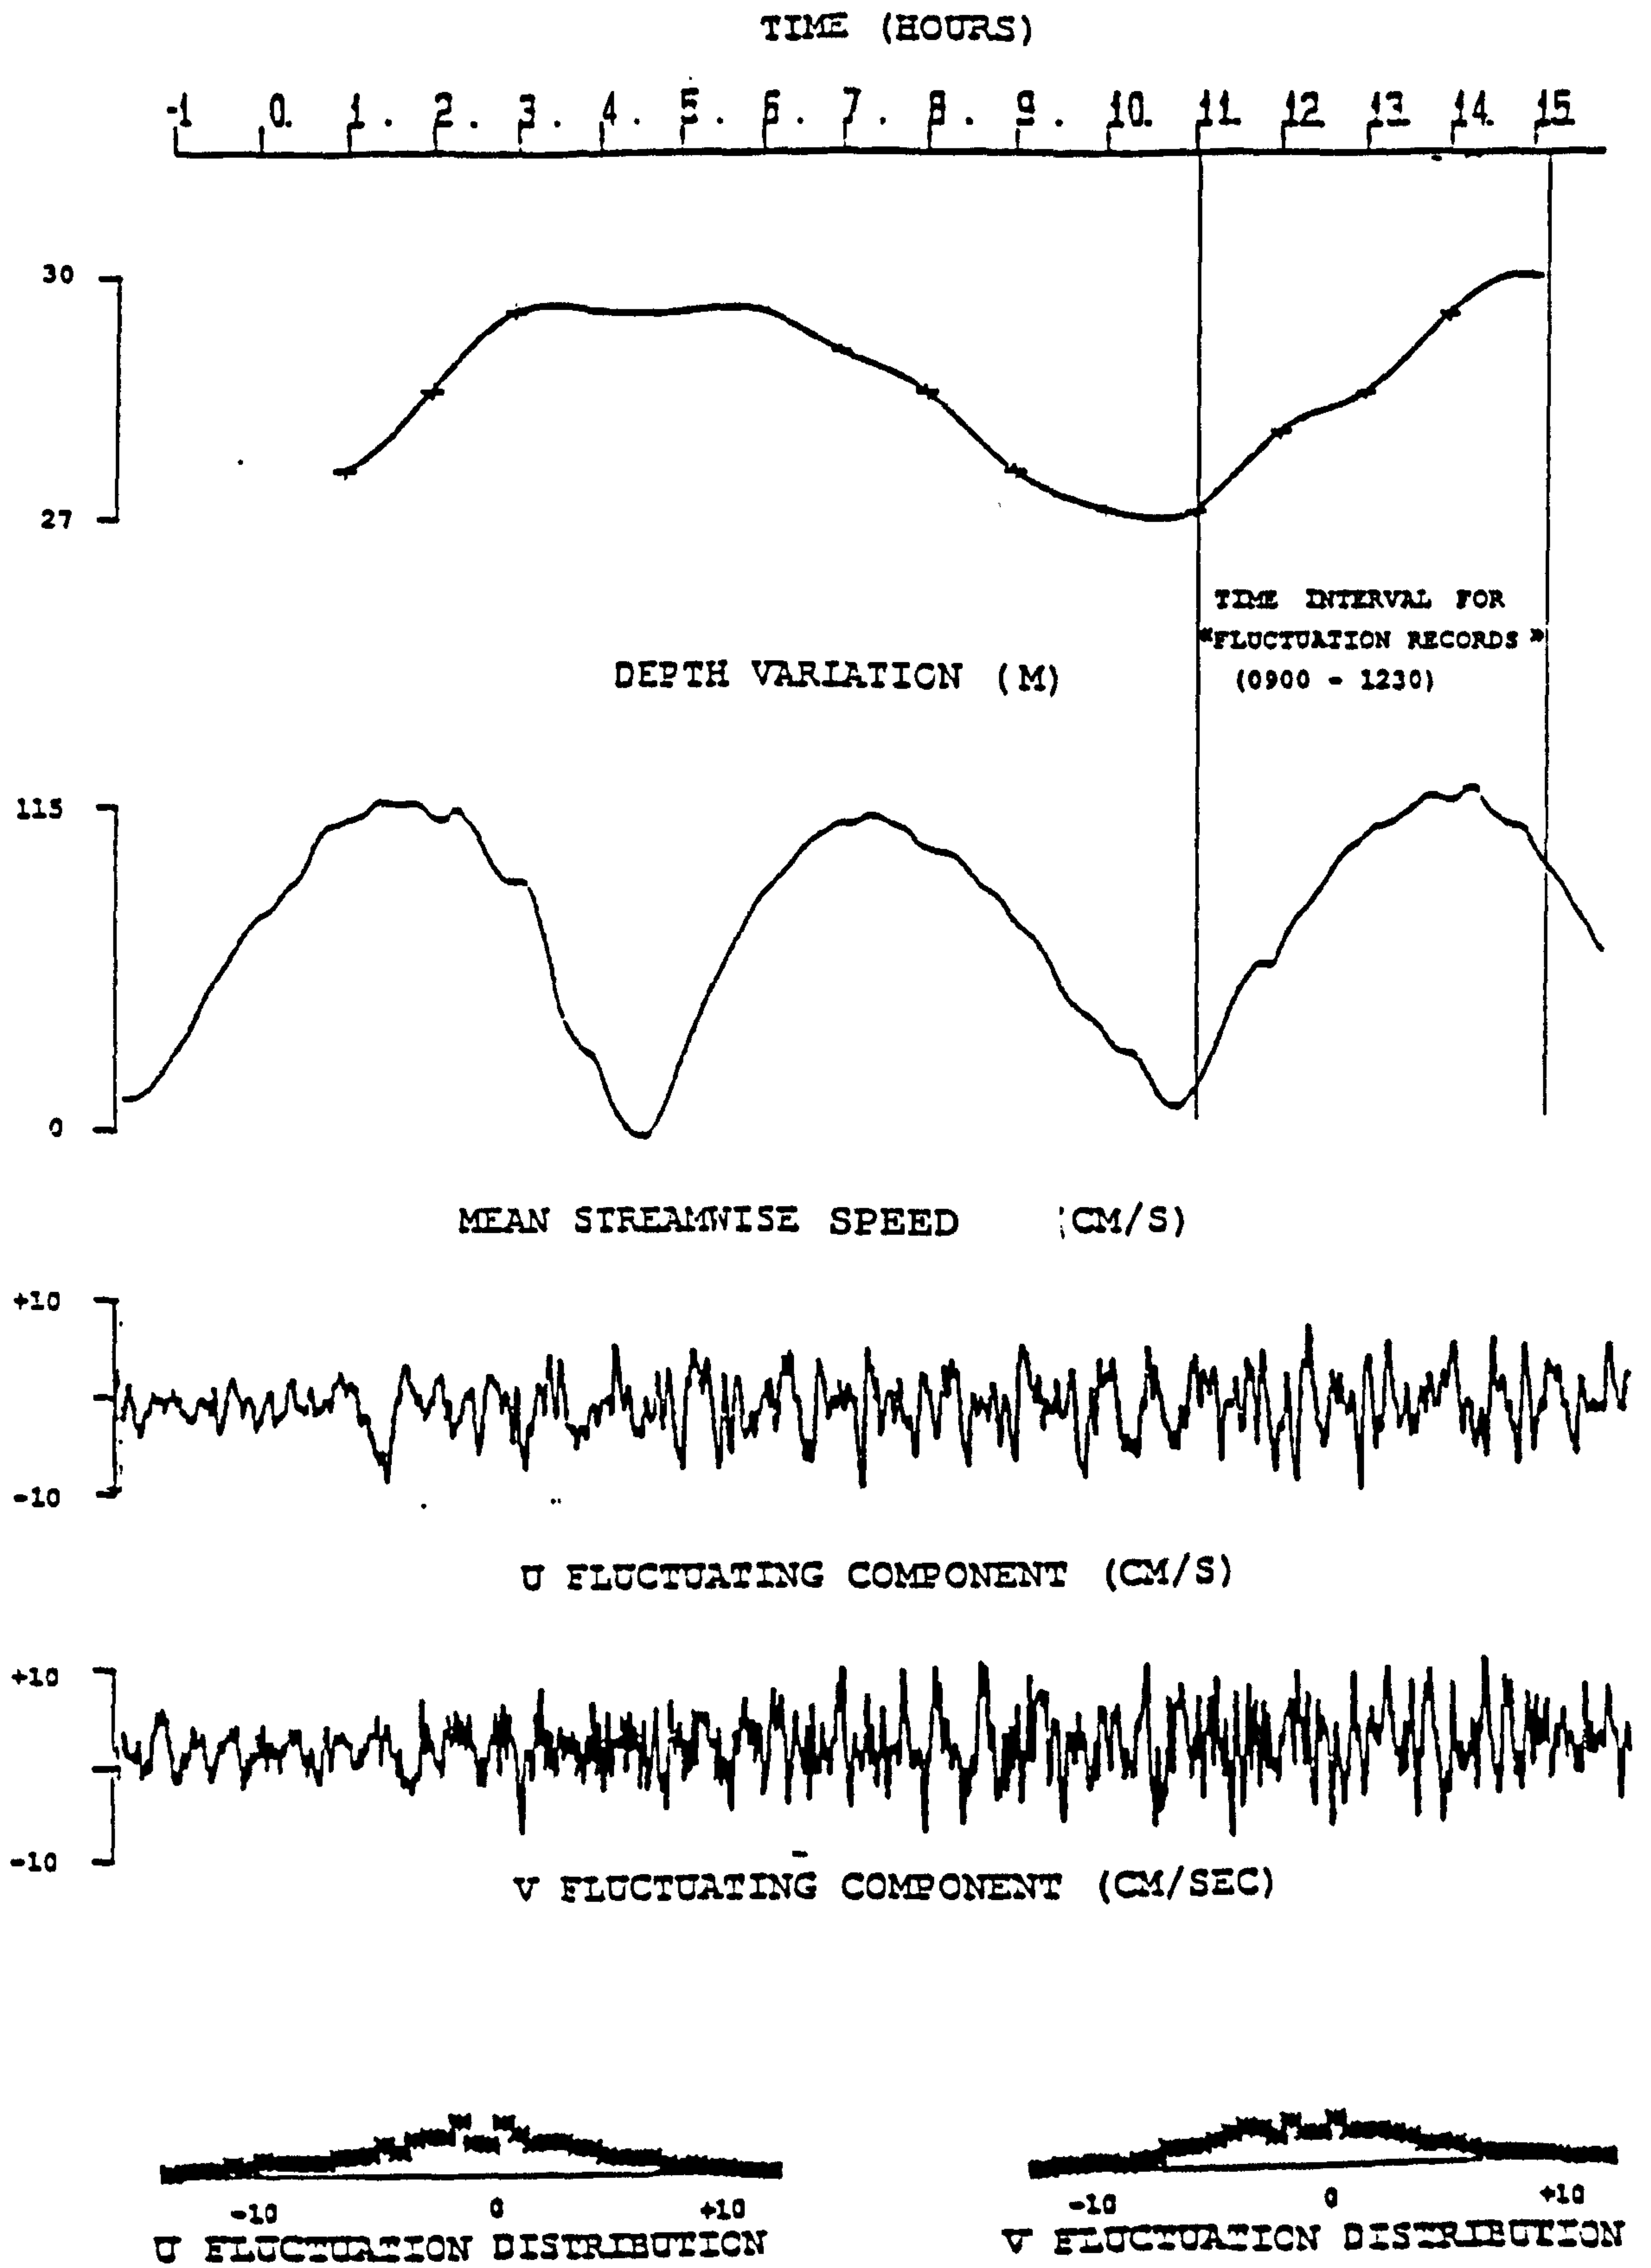 TIME (HOURS)
-1 0. 1. 2. 3. 4. 5. 6. 7. 8. 9. 10. 11. 12 13 14. 15
30
27
TIME INTERVAL FOR
"FLUCTUATION RECORDS"
(0900 - 1230)
DEPTH VARIATION (M)
115
0
MEAN STREAMWISE SPEED (CM/S)
+10
-10
U FLUCTUATING COMPONENT (CM/S)
+10
-10
V FLUCTUATING COMPONENT (CM/SEC)
-10 0 +10
U FLUCTUATION DISTRIBUTION
-10 0 +10
V FLUCTUATION DISTRIBUTION